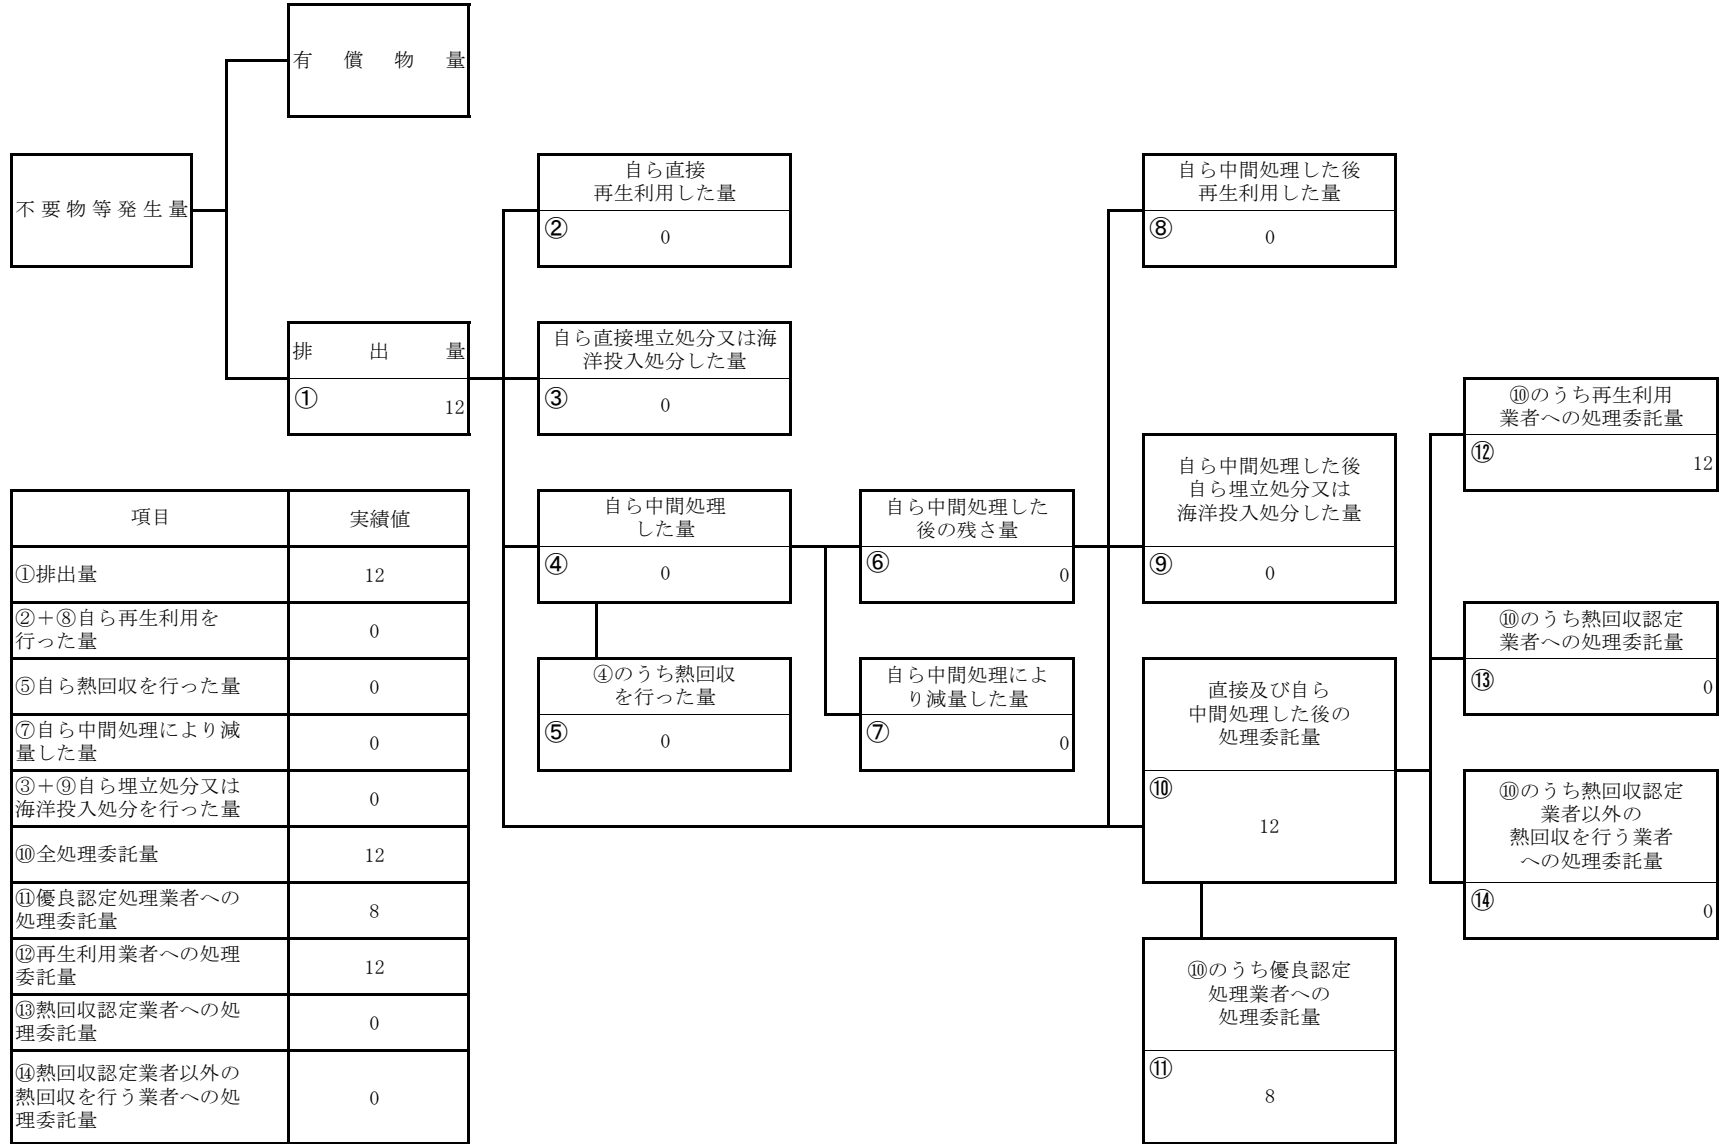 有償物量
不要物等発生量
自ら直接
再生利用した量
② 0
自ら中間処理した後
再生利用した量
⑧ 0
排出量
① 12
自ら直接埋立処分又は海
洋投入処分した量
③ 0
⑩のうち再生利用
業者への処理委託量
⑫ 12
自ら中間処理
した量
④ 0
自ら中間処理した
後の残さ量
⑥ 0
自ら中間処理した後
自ら埋立処分又は
海洋投入処分した量
⑨ 0
④のうち熱回収
を行った量
⑤ 0
自ら中間処理によ
り減量した量
⑦ 0
直接及び自ら
中間処理した後の
処理委託量
⑩
12
⑩のうち熱回収認定
業者への処理委託量
⑬ 0
⑩のうち熱回収認定
業者以外の
熱回収を行う業者
への処理委託量
⑭ 0
⑩のうち優良認定
処理業者への
処理委託量
⑪
8
項目 実績値
①排出量 12
②+⑧自ら再生利用を
行った量 0
⑤自ら熱回収を行った量 0
⑦自ら中間処理により減
量した量 0
③+⑨自ら埋立処分又は
海洋投入処分を行った量 0
⑩全処理委託量 12
⑪優良認定処理業者への
処理委託量 8
⑫再生利用業者への処理
委託量 12
⑬熱回収認定業者への処
理委託量 0
⑭熱回収認定業者以外の
熱回収を行う業者への処 0
理委託量